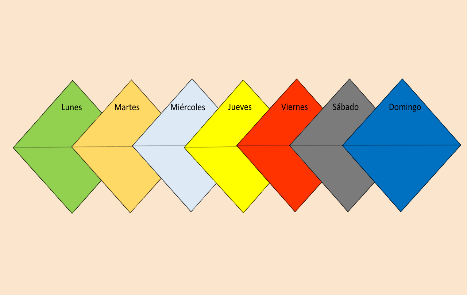 Lunes
Martes
Miércoles
Jueves
Viernes
Sábado
Domingo